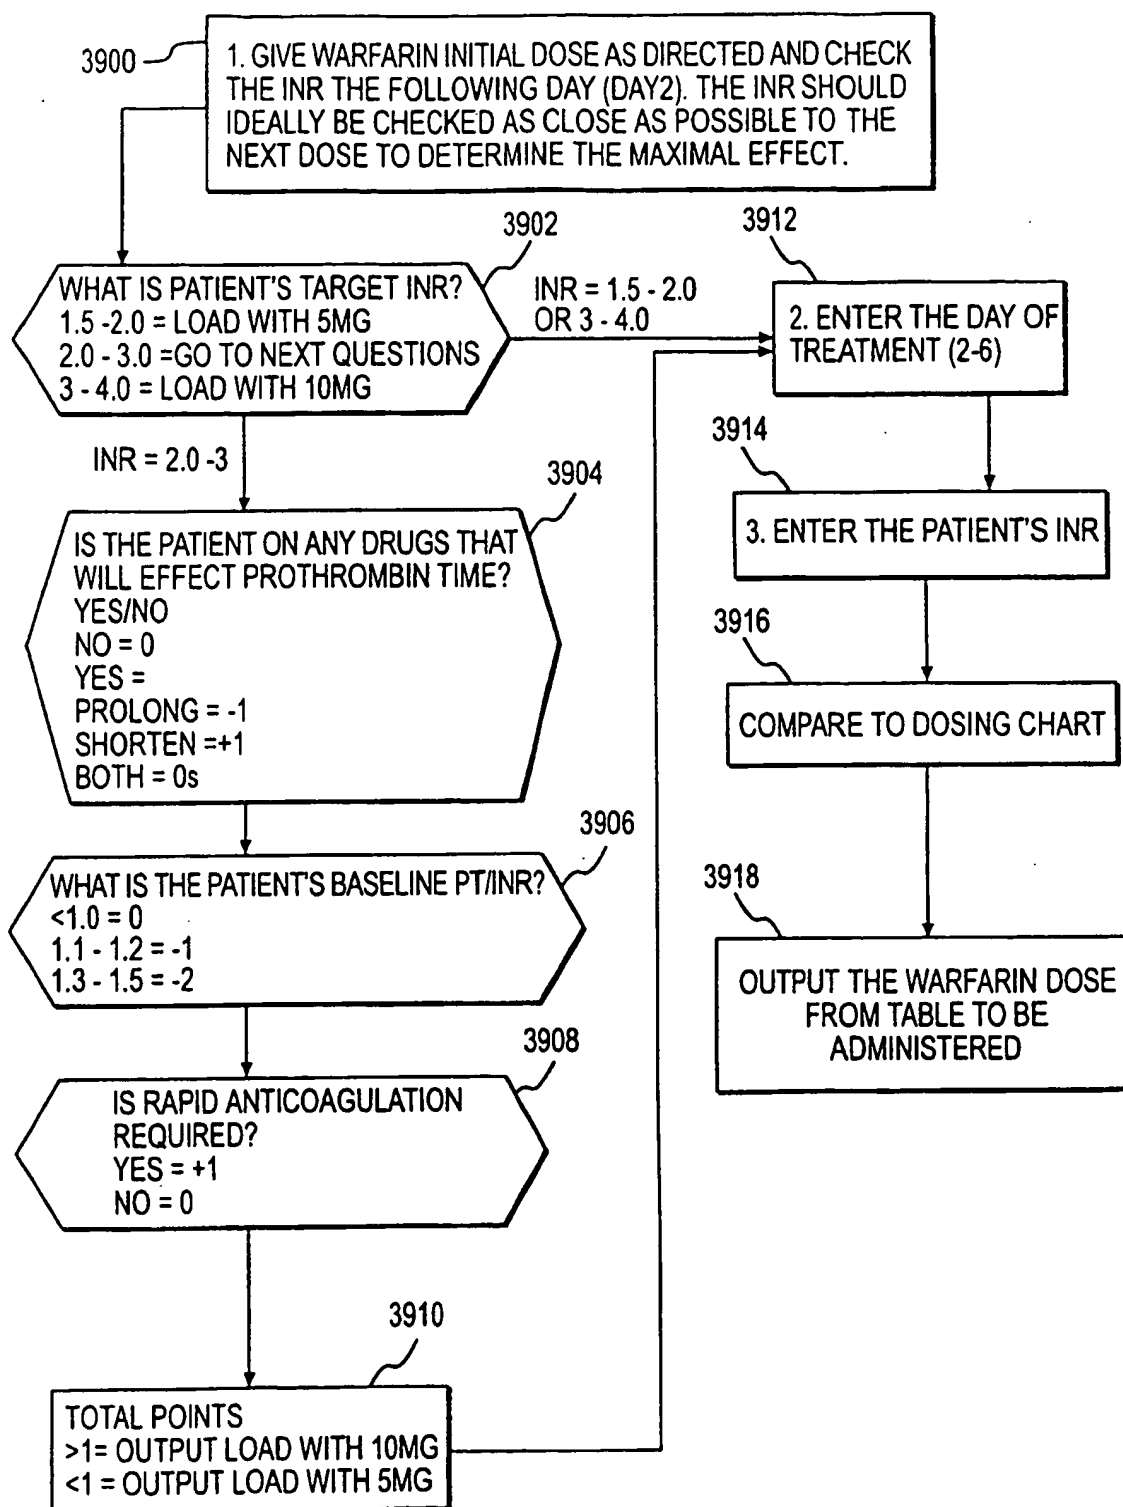 3900
1. GIVE WARFARIN INITIAL DOSE AS DIRECTED AND CHECK
THE INR THE FOLLOWING DAY (DAY2). THE INR SHOULD
IDEALLY BE CHECKED AS CLOSE AS POSSIBLE TO THE
NEXT DOSE TO DETERMINE THE MAXIMAL EFFECT.
3902
WHAT IS PATIENT'S TARGET INR?
1.5 -2.0 = LOAD WITH 5MG
2.0 - 3.0 =GO TO NEXT QUESTIONS
3 - 4.0 = LOAD WITH 10MG
INR = 1.5 - 2.0
OR 3 - 4.0
INR = 2.0 -3
3904
IS THE PATIENT ON ANY DRUGS THAT
WILL EFFECT PROTHROMBIN TIME?
YES/NO
NO = 0
YES =
PROLONG = -1
SHORTEN =+1
BOTH = 0s
3906
WHAT IS THE PATIENT'S BASELINE PT/INR?
<1.0 = 0
1.1 - 1.2 = -1
1.3 - 1.5 = -2
3908
IS RAPID ANTICOAGULATION
REQUIRED?
YES = +1
NO = 0
3910
TOTAL POINTS
>1= OUTPUT LOAD WITH 10MG
<1 = OUTPUT LOAD WITH 5MG
3912
2. ENTER THE DAY OF
TREATMENT (2-6)
3914
3. ENTER THE PATIENT'S INR
3916
COMPARE TO DOSING CHART
3918
OUTPUT THE WARFARIN DOSE
FROM TABLE TO BE
ADMINISTERED